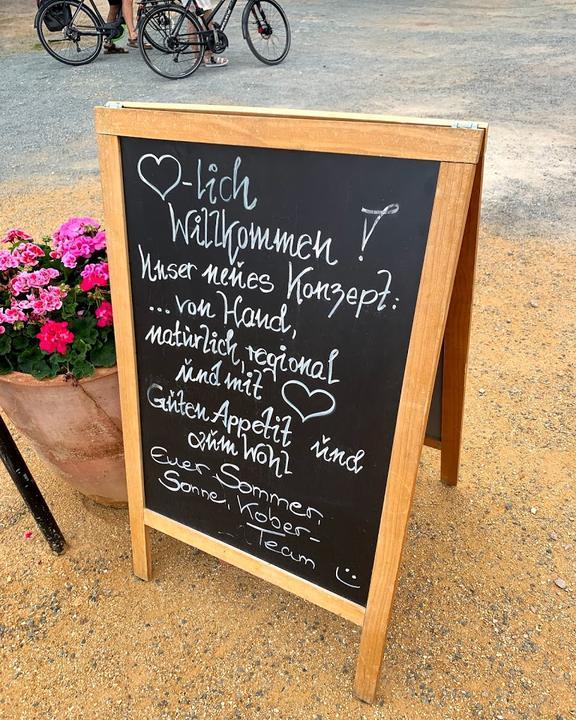 ♡-lich
Willkommen !
Unser neues Konzept:
... von Hand,
natürlich, regional
und mit ♡
Guten Appetit und
zum Wohl
Euer Sommer,
Sonne, Kober-
Team ü